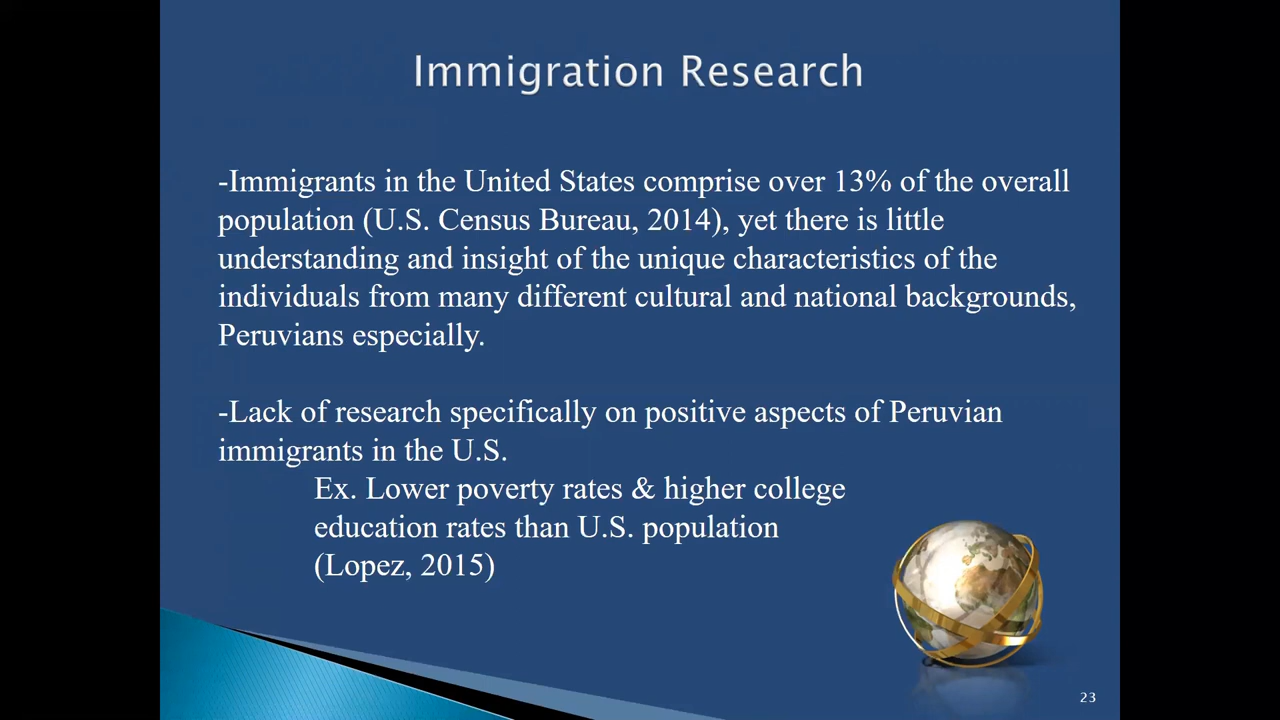 Immigration Research
-Immigrants in the United States comprise over 13% of the overall
population (U.S. Census Bureau, 2014), yet there is little
understanding and insight of the unique characteristics of the
individuals from many different cultural and national backgrounds,
Peruvians especially.
-Lack of research specifically on positive aspects of Peruvian
immigrants in the U.S.
Ex. Lower poverty rates & higher college
education rates than U.S. population
(Lopez, 2015)
23